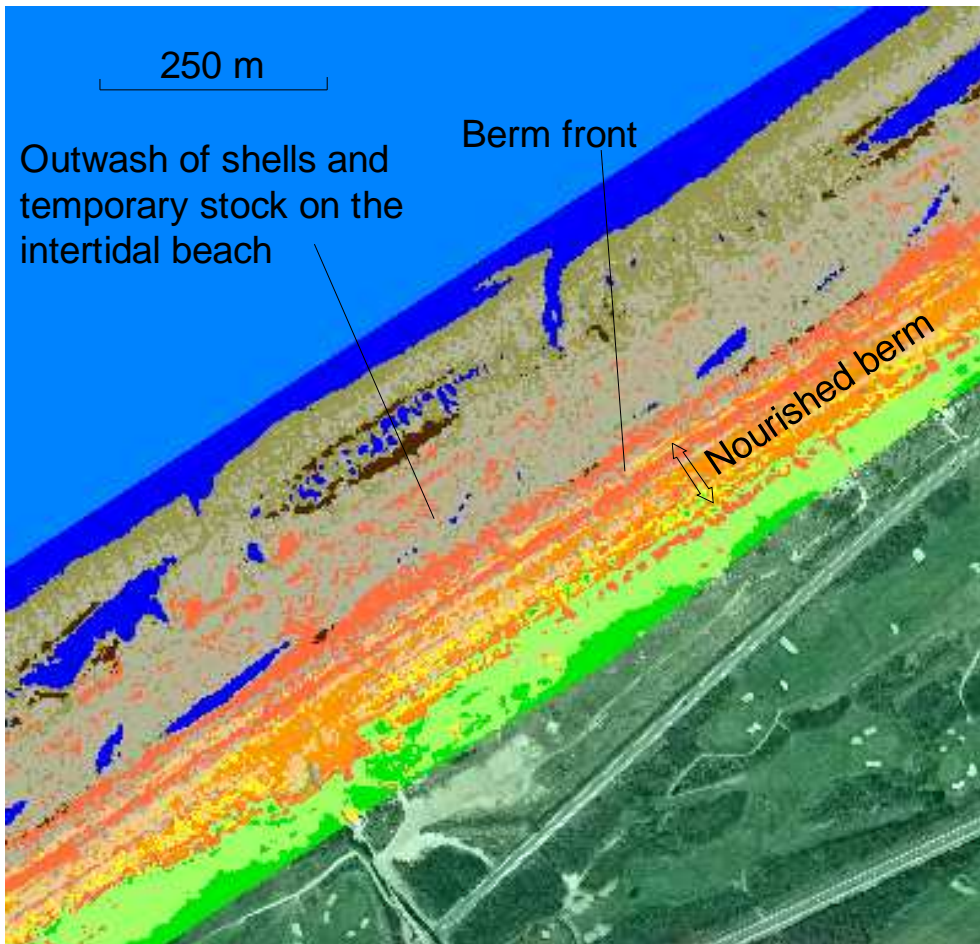 250 m
Berm front
Outwash of shells and
temporary stock on the
intertidal beach
Nourished berm